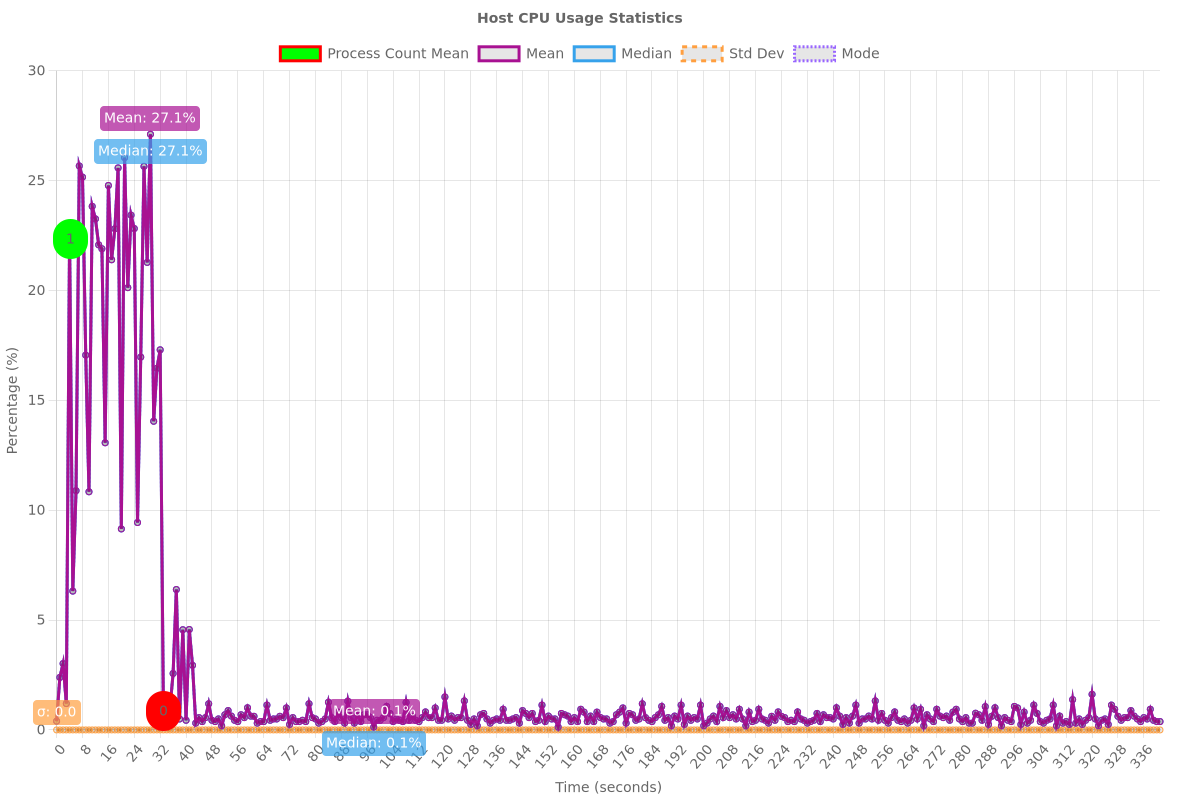 Host CPU Usage Statistics
Process Count Mean Mean Median Std Dev Mode
30
Mean: 27.1%
Median: 27.1%
25
1
20
Percentage (%)
15
10
5
σ: 0.0
0
Mean: 0.1%
0
Median: 0.1%
0 8 16 24 32 40 48 56 64 72 80 104 112 120 128 136 144 152 160 168 176 184 192 200 208 216 224 232 240 248 256 264 272 280 288 296 304 312 320 328 336
Time (seconds)